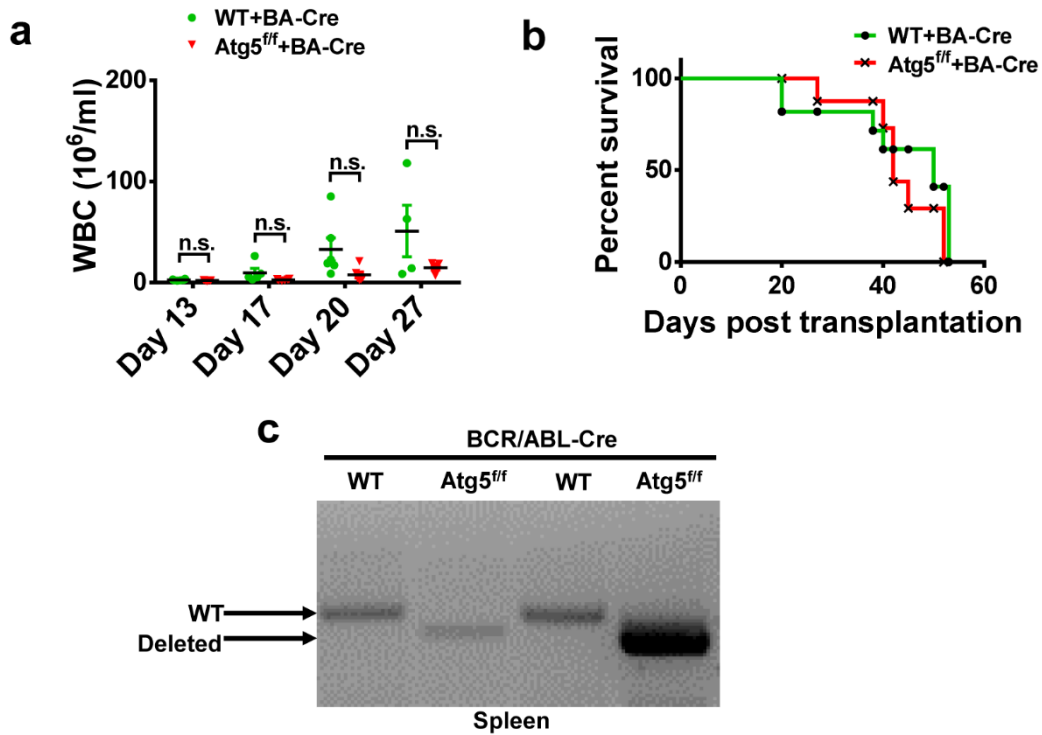 a
WT+BA-Cre
Atg5f/f+BA-Cre
WBC (10^6/ml)
200
100
0
n.s.
n.s.
n.s.
n.s.
Day 13
Day 17
Day 20
Day 27
b
WT+BA-Cre
Atg5f/f+BA-Cre
Percent survival
100
50
0
0
20
40
60
Days post transplantation
c
BCR/ABL-Cre
WT Atg5f/f WT Atg5f/f
WT
Deleted
Spleen